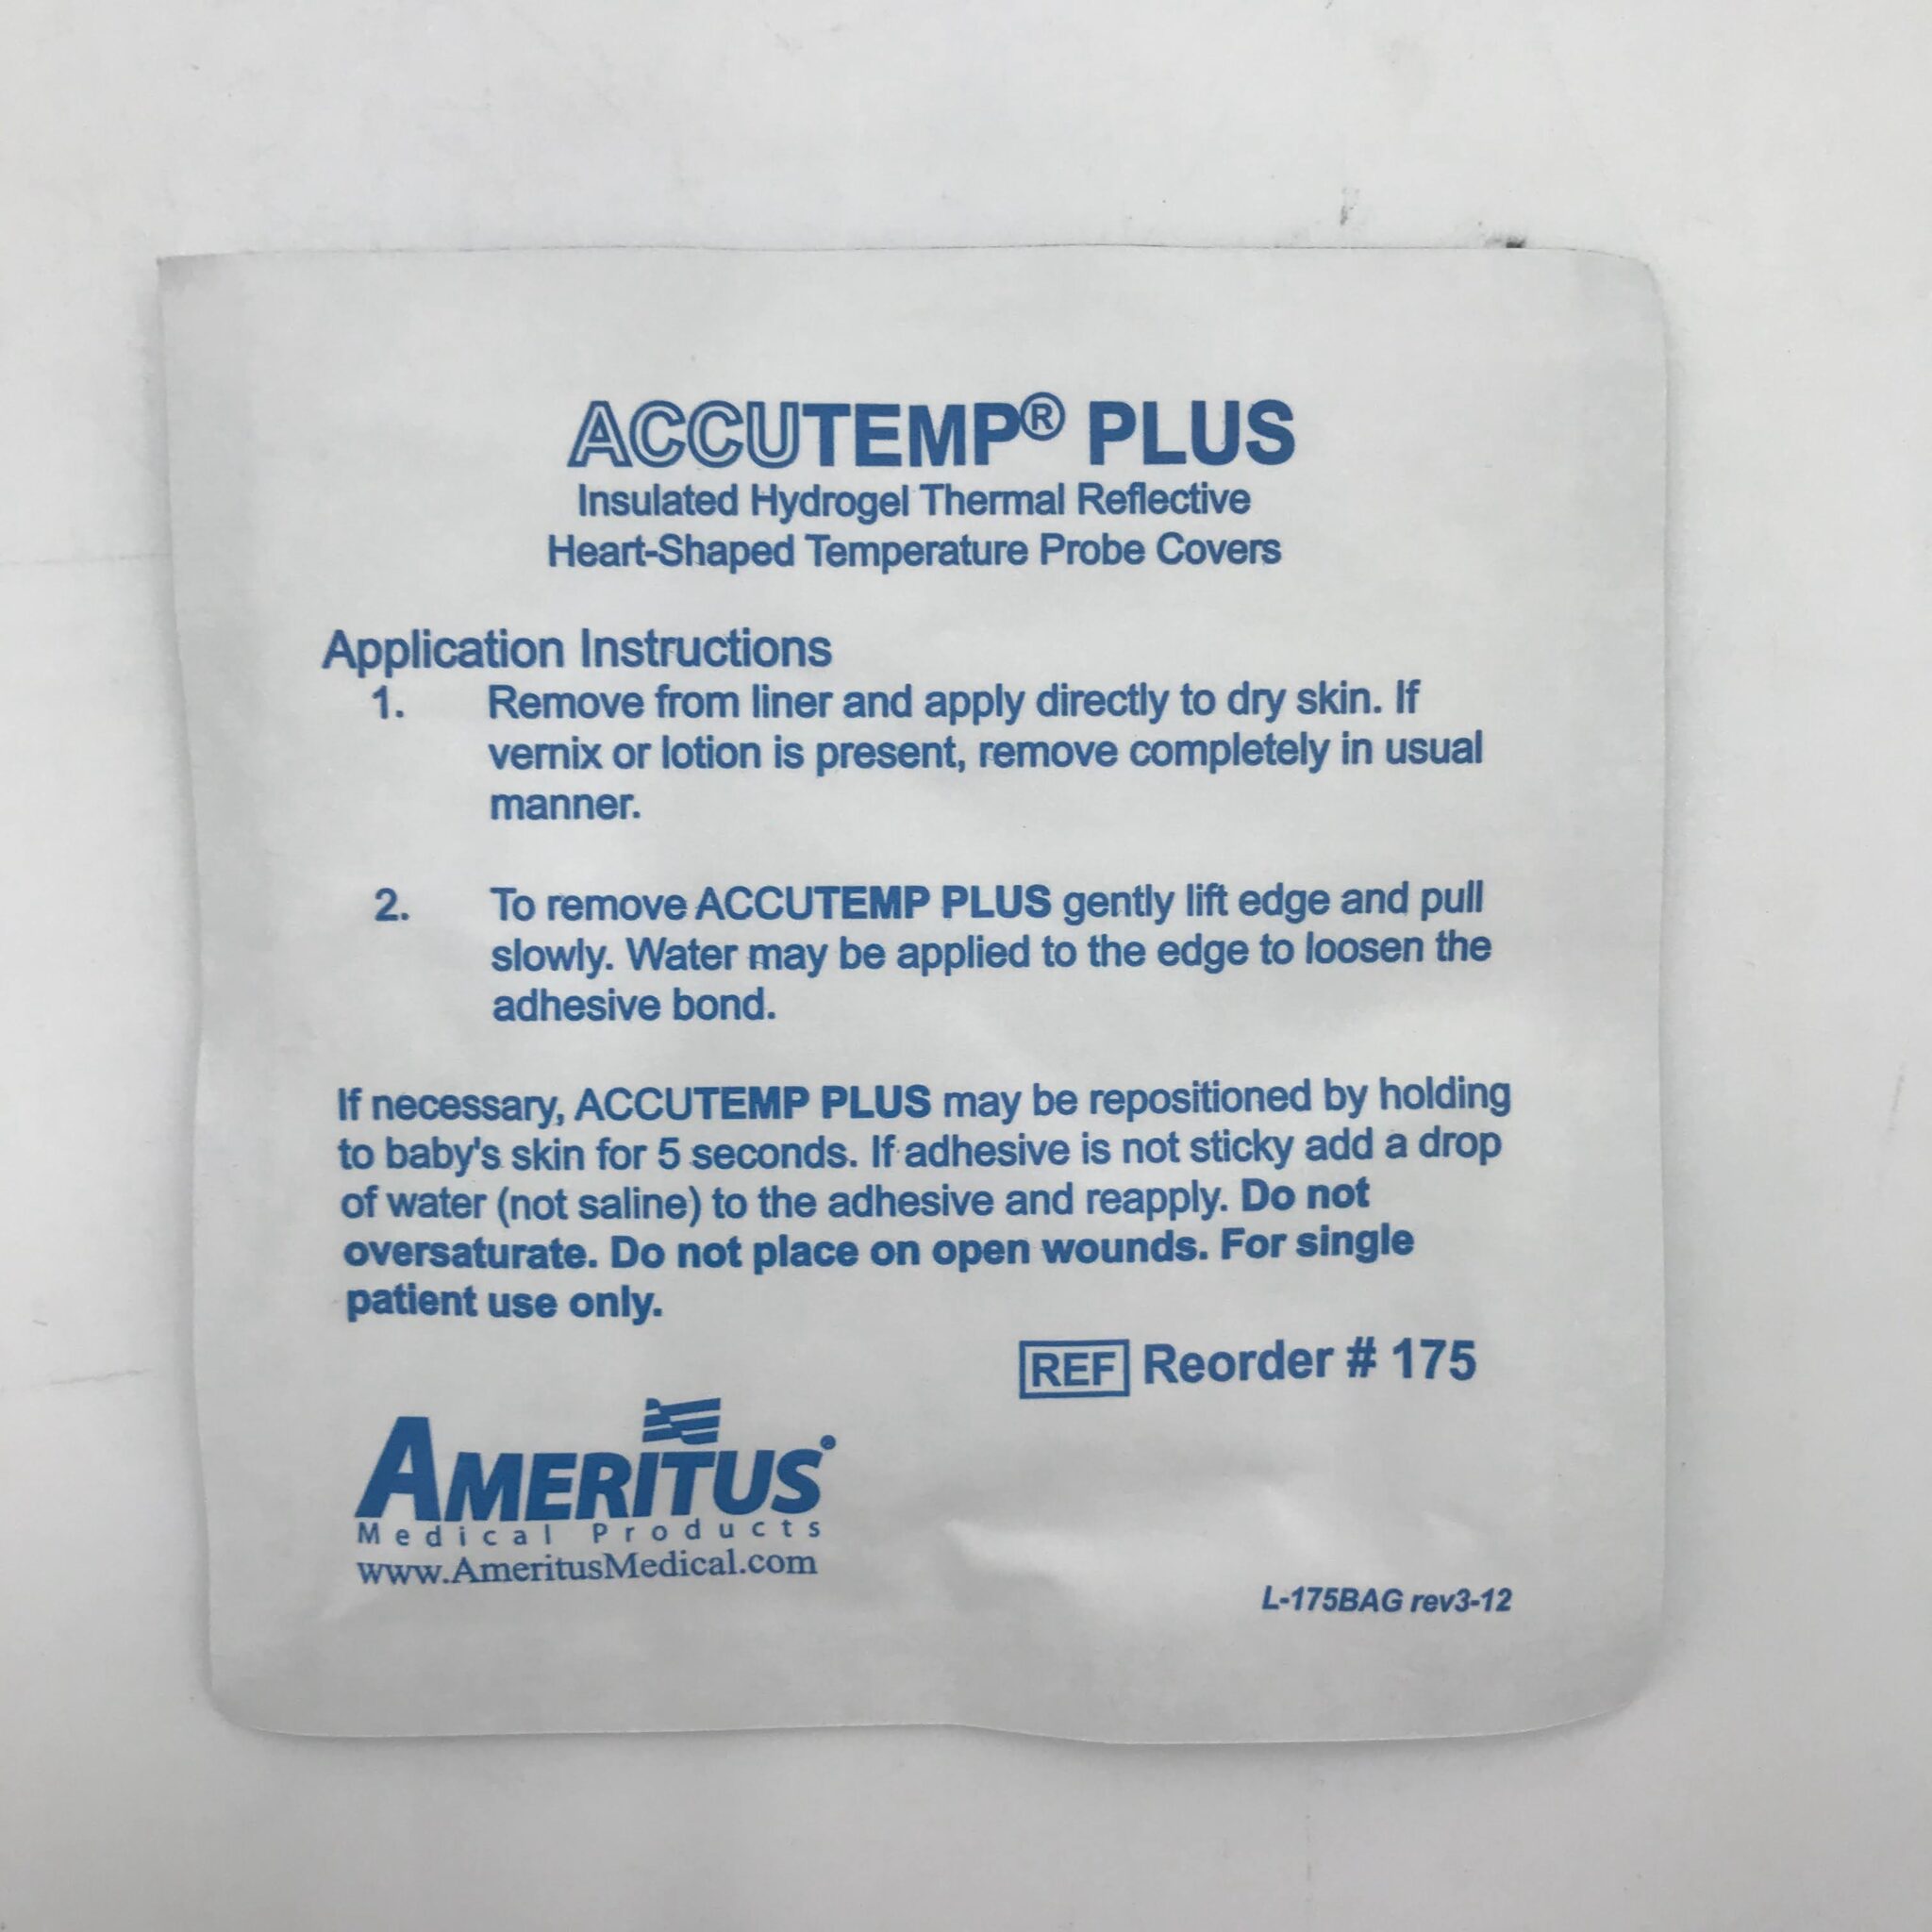 ACCUTEMP® PLUS
Insulated Hydrogel Thermal Reflective
Heart-Shaped Temperature Probe Covers
Application Instructions
1. Remove from liner and apply directly to dry skin. If
vernix or lotion is present, remove completely in usual
manner.
2. To remove ACCUTEMP PLUS gently lift edge and pull
slowly. Water may be applied to the edge to loosen the
adhesive bond.
If necessary, ACCUTEMP PLUS may be repositioned by holding
to baby's skin for 5 seconds. If adhesive is not sticky add a drop
of water (not saline) to the adhesive and reapply. Do not
oversaturate. Do not place on open wounds. For single
patient use only.
REF Reorder # 175
AMERITUS®
Medical Products
www.AmeritusMedical.com
L-175BAG rev3-12